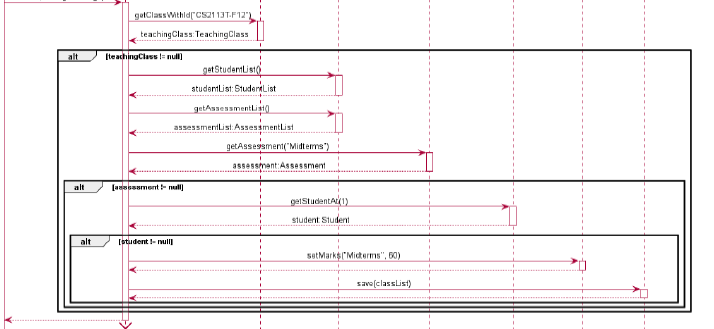 getClassWithId("CS2113T-F12")
teachingClass:TeachingClass
alt [teachingClass != null]
getStudentList()
studentList:StudentList
getAssessmentList()
assessmentList:AssessmentList
getAssessment("Midterms")
assessment:Assessment
alt [assessment != null]
getStudentAt(1)
student:Student
alt [student != null]
setMarks("Midterms", 60)
save(classList)